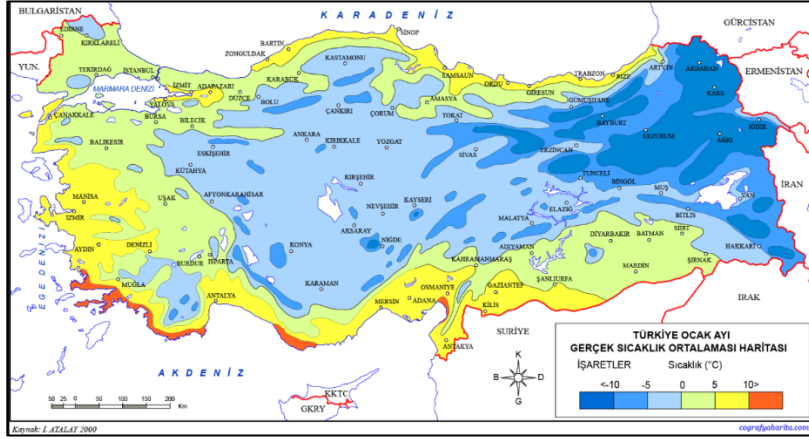 BULGARİSTAN
KARADENİZ
GÜRCİSTAN
ERMENİSTAN
YUN.
İRAN
IRAK
SURİYE
MARMARA DENİZİ
EGE DENİZİ
AKDENİZ
KKTC
GKRY
EDİRNE
KIRKLARELİ
TEKİRDAĞ
İSTANBUL
İZMİT
ADAPAZARI
YALOVA
BURSA
BİLECİK
ÇANAKKALE
BALIKESİR
DÜZCE
BOLU
ZONGULDAK
BARTIN
KARABÜK
KASTAMONU
SİNOP
SAMSUN
ORDU
GİRESUN
TRABZON
RİZE
ARTVİN
ARDAHAN
KARS
IĞDIR
AĞRI
ERZURUM
BAYBURT
GÜMÜŞHANE
ERZİNCAN
TUNCELİ
BİNGÖL
MUŞ
BİTLİS
VAN
HAKKARİ
ŞIRNAK
SİİRT
BATMAN
DİYARBAKIR
MARDİN
ŞANLIURFA
ADIYAMAN
MALATYA
ELAZIĞ
SİVAS
TOKAT
AMASYA
ÇORUM
ÇANKIRI
ANKARA
KIRIKKALE
YOZGAT
KIRŞEHİR
NEVŞEHİR
KAYSERİ
AKSARAY
NİĞDE
KONYA
KARAMAN
ESKİŞEHİR
KÜTAHYA
AFYONKARAHİSAR
UŞAK
MANİSA
İZMİR
AYDIN
DENİZLİ
MUĞLA
BURDUR
ISPARTA
ANTALYA
MERSİN
ADANA
OSMANİYE
KAHRAMANMARAŞ
GAZİANTEP
KİLİS
ANTAKYA
K
B
D
G
50 25 0 50 100 150 200
Km
TÜRKİYE OCAK AYI
GERÇEK SICAKLIK ORTALAMASI HARİTASI
İŞARETLER Sıcaklık (°C)
<-10 -5 0 5 10>
Kaynak: İ. ATALAY 2000
cografyaharita.com